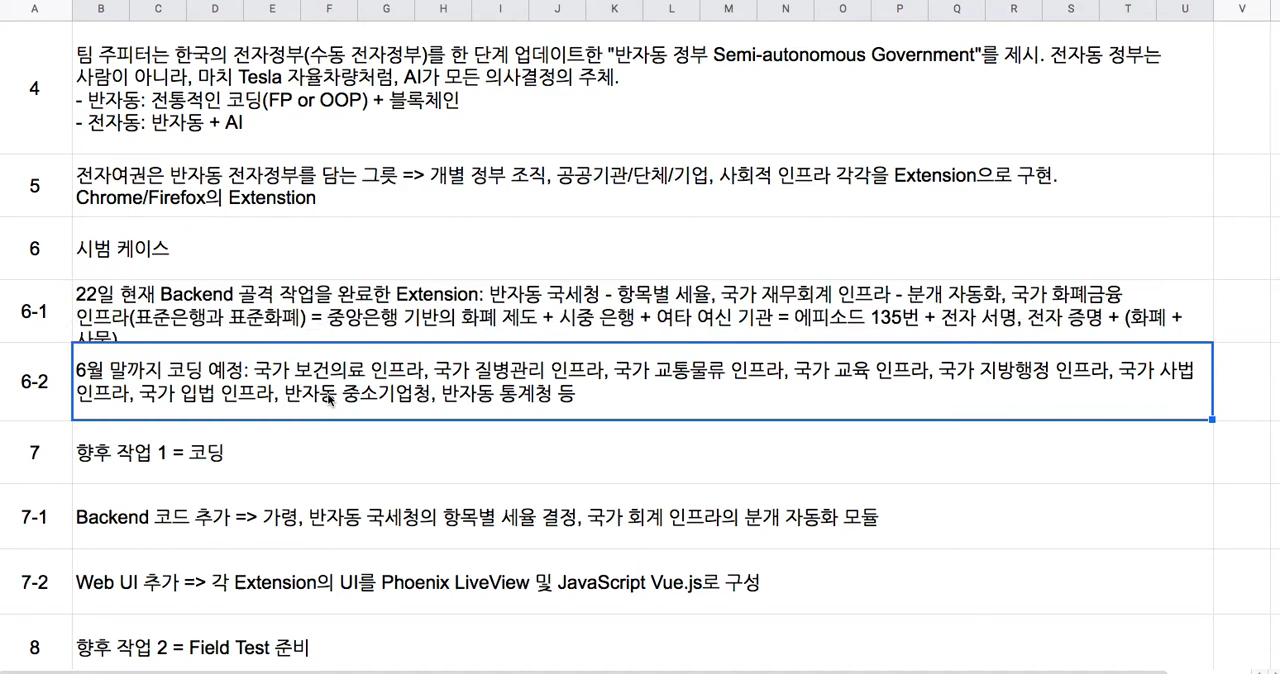 A B C D E F G H I J K L M N O P Q R S T U V
4
팀 주피터는 한국의 전자정부(수동 전자정부)를 한 단계 업데이트한 "반자동 정부 Semi-autonomous Government"를 제시. 전자동 정부는
사람이 아니라, 마치 Tesla 자율차량처럼, AI가 모든 의사결정의 주체.
- 반자동: 전통적인 코딩(FP or OOP) + 블록체인
- 전자동: 반자동 + AI
5
전자여권은 반자동 전자정부를 담는 그릇 => 개별 정부 조직, 공공기관/단체/기업, 사회적 인프라 각각을 Extension으로 구현.
Chrome/Firefox의 Extenstion
6
시범 케이스
6-1
22일 현재 Backend 골격 작업을 완료한 Extension: 반자동 국세청 - 항목별 세율, 국가 재무회계 인프라 - 분개 자동화, 국가 화폐금융
인프라(표준은행과 표준화폐) = 중앙은행 기반의 화폐 제도 + 시중 은행 + 여타 여신 기관 = 에피소드 135번 + 전자 서명, 전자 증명 + (화폐 +
6-2
6월 말까지 코딩 예정: 국가 보건의료 인프라, 국가 질병관리 인프라, 국가 교통물류 인프라, 국가 교육 인프라, 국가 지방행정 인프라, 국가 사법
인프라, 국가 입법 인프라, 반자동 중소기업청, 반자동 통계청 등
7
향후 작업 1 = 코딩
7-1
Backend 코드 추가 => 가령, 반자동 국세청의 항목별 세율 결정, 국가 회계 인프라의 분개 자동화 모듈
7-2
Web UI 추가 => 각 Extension의 UI를 Phoenix LiveView 및 JavaScript Vue.js로 구성
8
향후 작업 2 = Field Test 준비